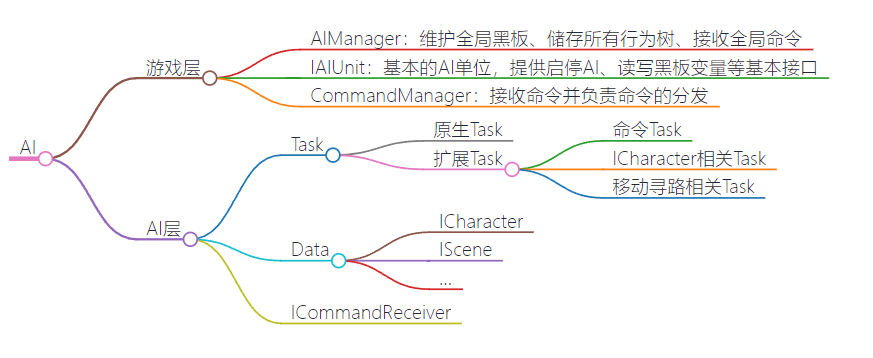 AI
游戏层
AIManager：维护全局黑板、储存所有行为树、接收全局命令
IAIUnit：基本的AI单位，提供启停AI、读写黑板变量等基本接口
CommandManager：接收命令并负责命令的分发
AI层
Task
原生Task
扩展Task
命令Task
ICharacter相关Task
移动寻路相关Task
Data
ICharacter
IScene
...
ICommandReceiver